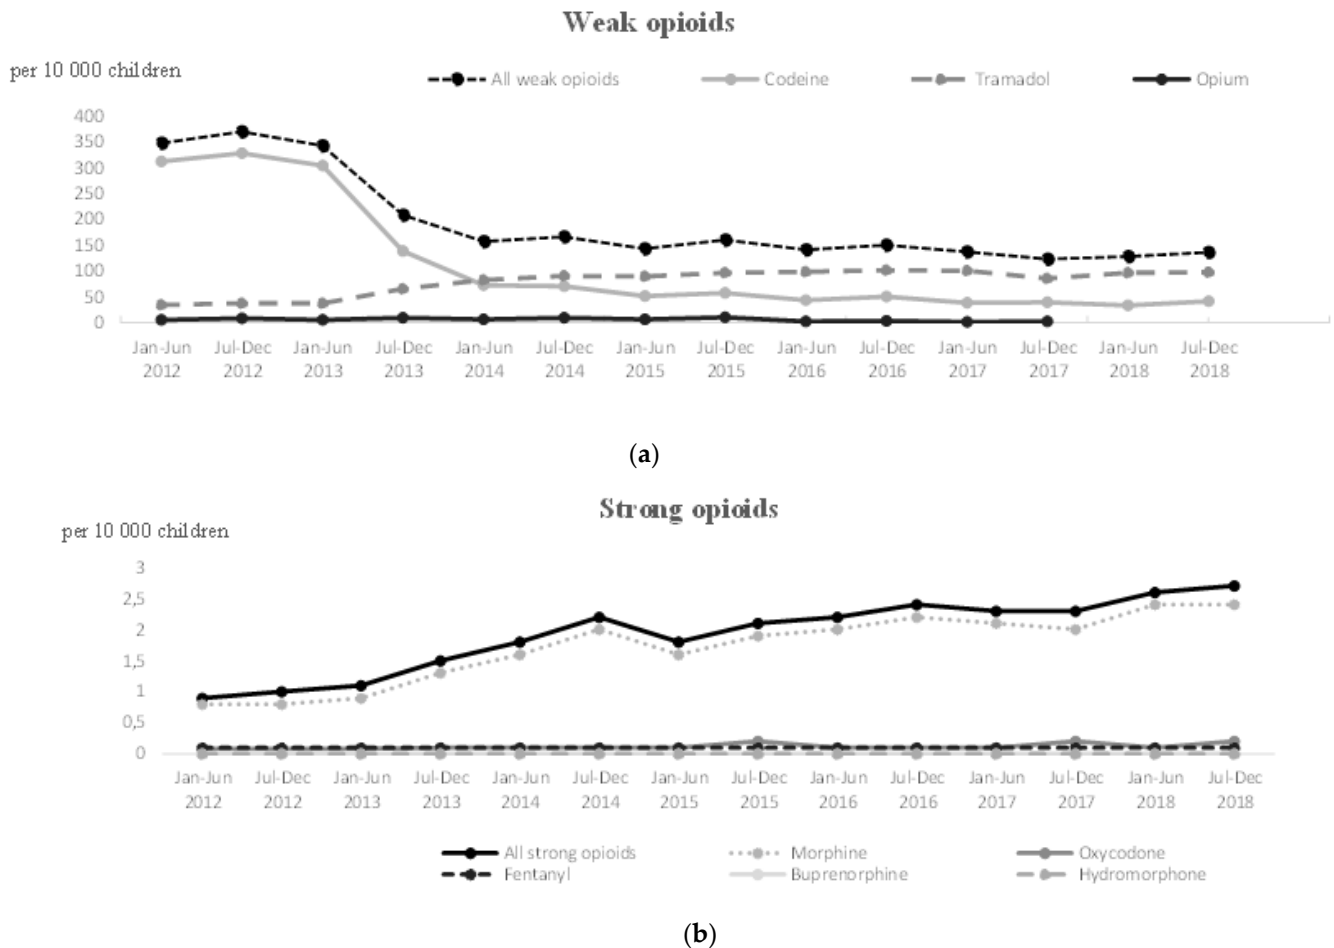 Weak opioids
per 10 000 children
All weak opioids Codeine Tramadol Opium
400
350
300
250
200
150
100
50
0
Jan-Jun Jul-Dec Jan-Jun Jul-Dec Jan-Jun Jul-Dec Jan-Jun Jul-Dec Jan-Jun Jul-Dec Jan-Jun Jul-Dec Jan-Jun Jul-Dec
2012 2012 2013 2013 2014 2014 2015 2015 2016 2016 2017 2017 2018 2018
(a)
Strong opioids
per 10 000 children
3
2,5
2
1,5
1
0,5
0
Jan-Jun Jul-Dec Jan-Jun Jul-Dec Jan-Jun Jul-Dec Jan-Jun Jul-Dec Jan-Jun Jul-Dec Jan-Jun Jul-Dec Jan-Jun Jul-Dec
2012 2012 2013 2013 2014 2014 2015 2015 2016 2016 2017 2017 2018 2018
All strong opioids Morphine Oxycodone
Fentanyl Buprenorphine Hydromorphone
(b)